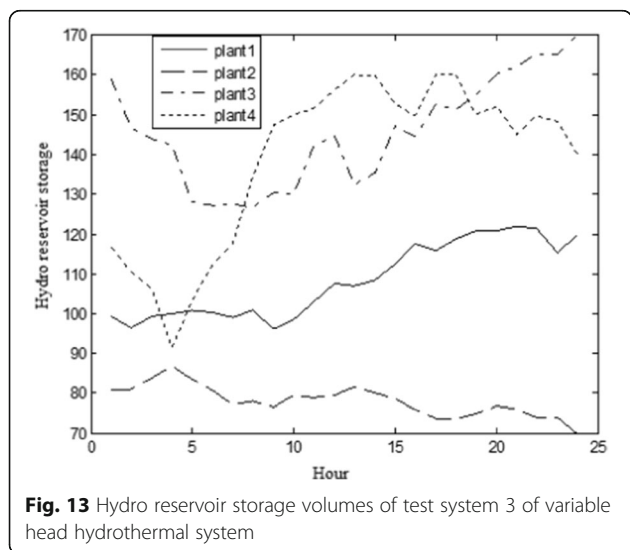 170
160
150
140
130
120
110
100
90
80
70
Hydro reservoir storage
plant1
plant2
plant3
plant4
0
5
10
15
20
25
Hour
Fig. 13 Hydro reservoir storage volumes of test system 3 of variable
head hydrothermal system